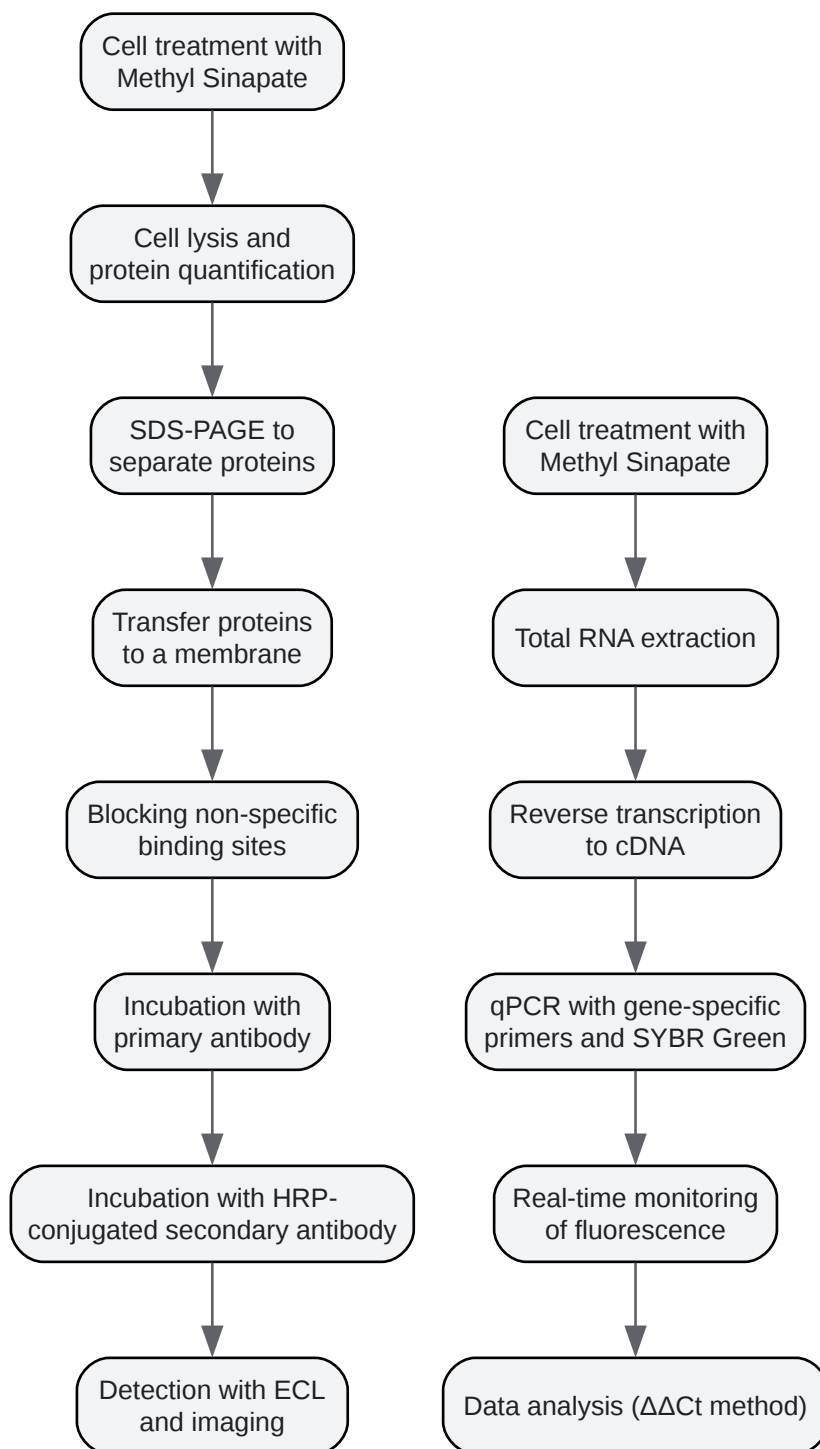 Cell treatment with
Methyl Sinapate
Cell lysis and
protein quantification
SDS-PAGE to
separate proteins
Transfer proteins
to a membrane
Blocking non-specific
binding sites
Incubation with
primary antibody
Incubation with HRP-
conjugated secondary antibody
Detection with ECL
and imaging
Cell treatment with
Methyl Sinapate
Total RNA extraction
Reverse transcription
to cDNA
qPCR with gene-specific
primers and SYBR Green
Real-time monitoring
of fluorescence
Data analysis (ΔΔCt method)